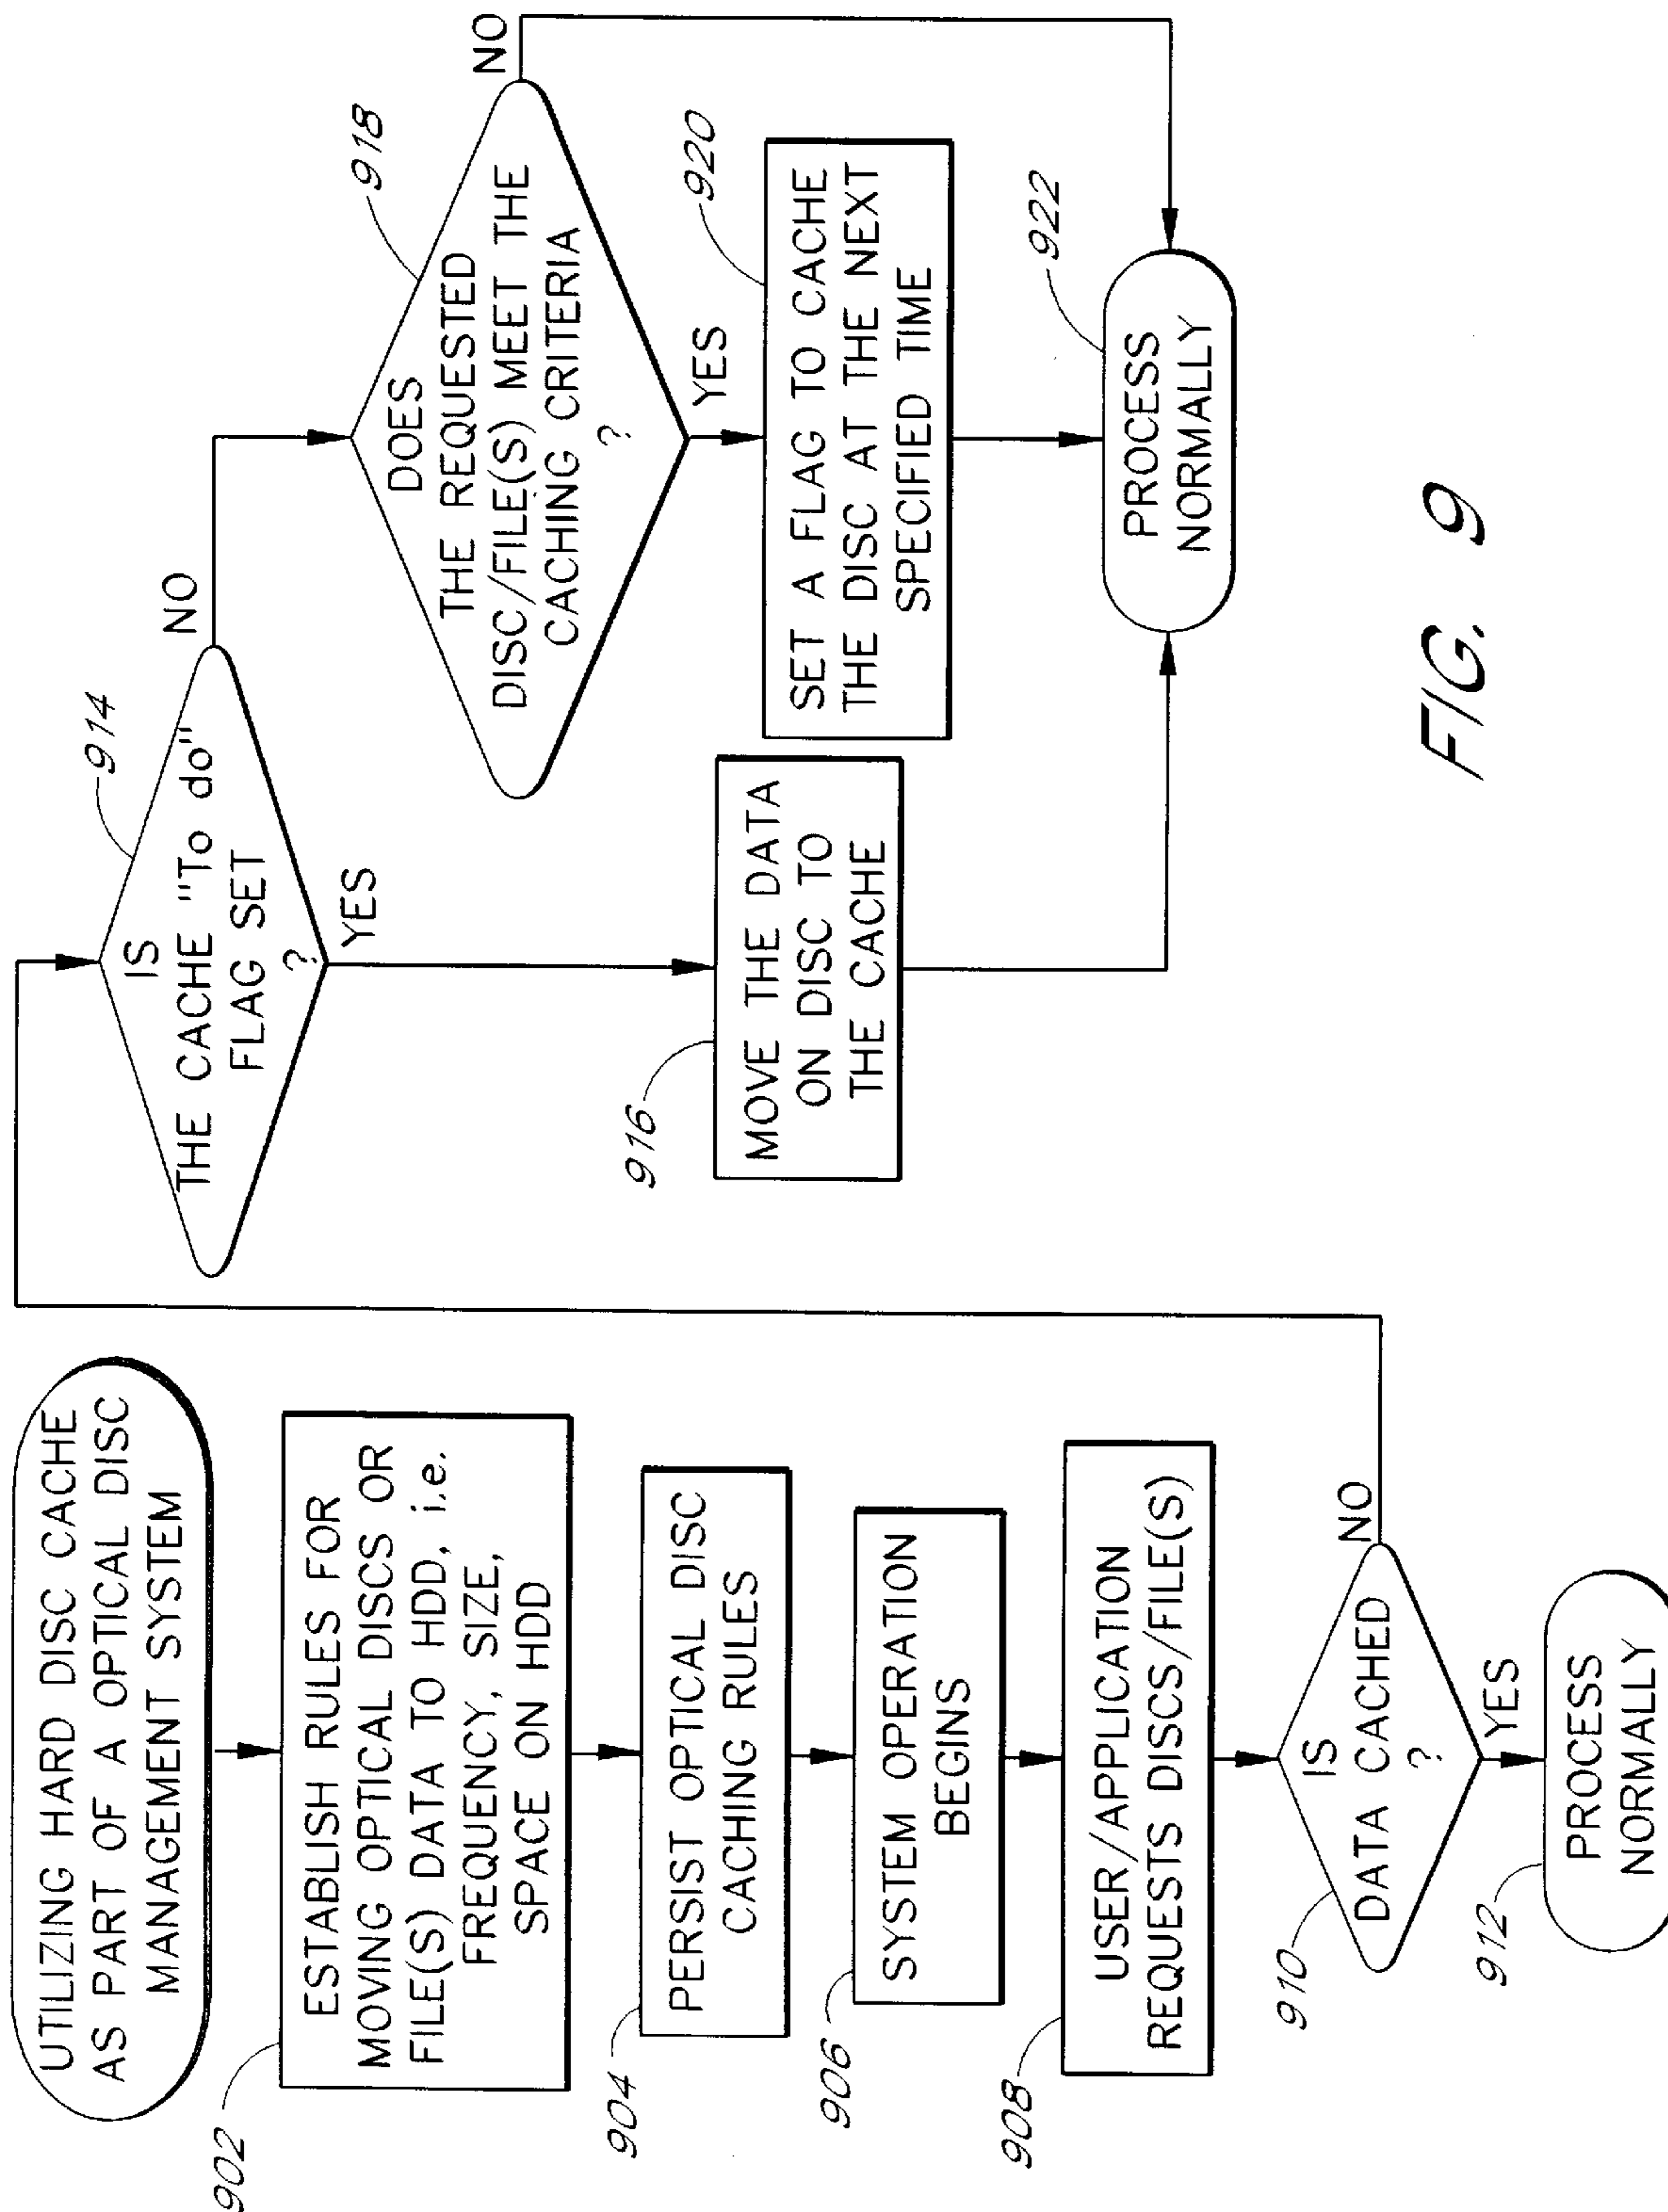 UTILIZING HARD DISC CACHE
AS PART OF A OPTICAL DISC
MANAGEMENT SYSTEM
902
ESTABLISH RULES FOR
MOVING OPTICAL DISCS OR
FILE(S) DATA TO HDD, i.e.
FREQUENCY, SIZE,
SPACE ON HDD
904
PERSIST OPTICAL DISC
CACHING RULES
906
SYSTEM OPERATION
BEGINS
908
USER/APPLICATION
REQUESTS DISCS/FILE(S)
910
IS
DATA CACHED
?
NO
YES
912
PROCESS
NORMALLY
914
IS
THE CACHE "To do"
FLAG SET
?
NO
YES
916
MOVE THE DATA
ON DISC TO
THE CACHE
918
DOES
THE REQUESTED
DISC/FILE(S) MEET THE
CACHING CRITERIA
?
NO
YES
920
SET A FLAG TO CACHE
THE DISC AT THE NEXT
SPECIFIED TIME
922
PROCESS
NORMALLY
FIG. 9